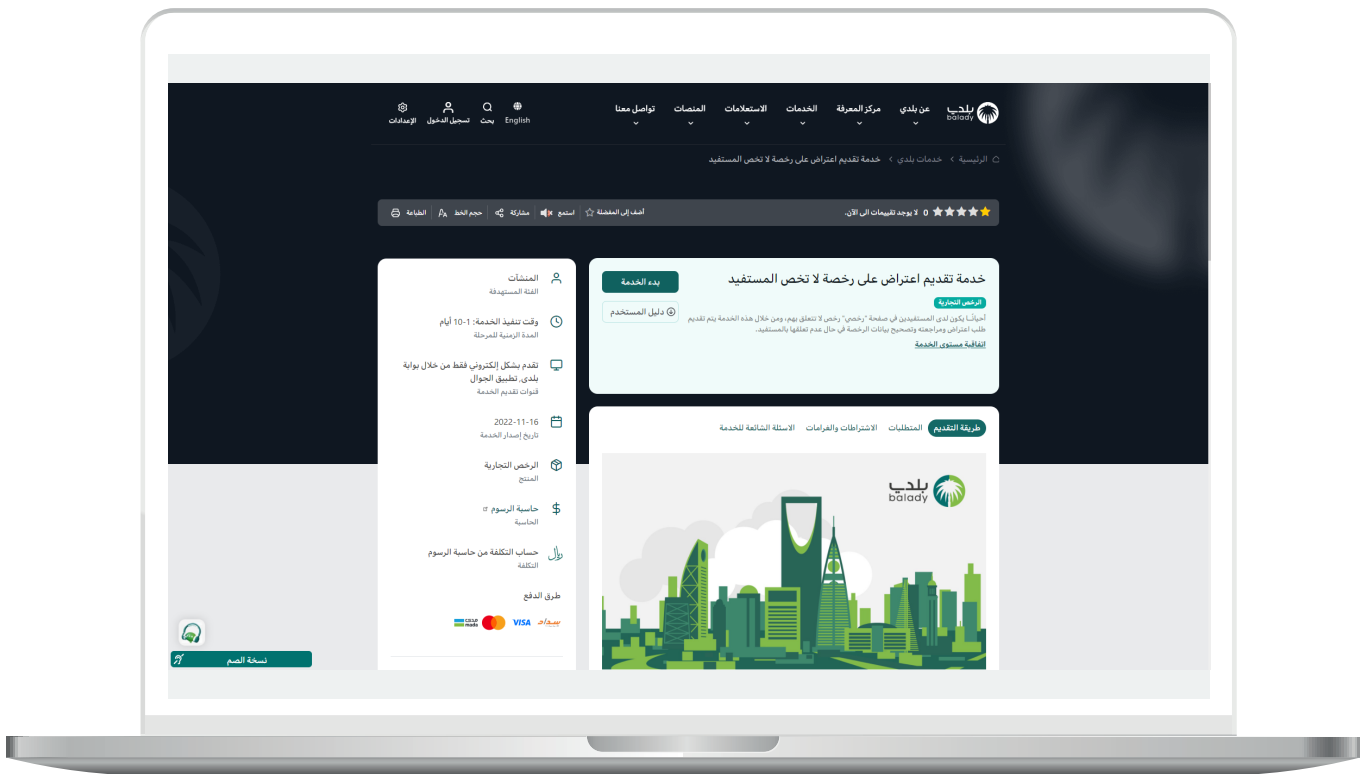 بلدي
balady
عن بلدي
مركز المعرفة
الخدمات
الاستعلامات
المنصات
تواصل معنا
English
بحث
تسجيل الدخول
الإعدادات
الرئيسية > خدمات بلدي > خدمة تقديم اعتراض على رخصة لا تخص المستفيد
0 لا يوجد تقييمات الى الآن.
أضف إلى المفضلة
استمع
مشاركة
حجم الخط
الطباعة
خدمة تقديم اعتراض على رخصة لا تخص المستفيد
الرخص التجارية
أحيانًا يكون لدى المستفيدين في صفحة "رخصي" رخص لا تتعلق بهم، ومن خلال هذه الخدمة يتم تقديم
طلب اعتراض ومراجعته وتصحيح بيانات الرخصة في حال عدم تعلقها بالمستفيد.
اتفاقية مستوى الخدمة
بدء الخدمة
دليل المستخدم
طريقة التقديم
المتطلبات
الاشتراطات والغرامات
الاسئلة الشائعة للخدمة
بلدي
balady
المنشآت
الفئة المستهدفة
وقت تنفيذ الخدمة: 1-10 أيام
المدة الزمنية للمرحلة
تقدم بشكل إلكتروني فقط من خلال بوابة
بلدي, تطبيق الجوال
قنوات تقديم الخدمة
2022-11-16
تاريخ إصدار الخدمة
الرخص التجارية
المنتج
حاسبة الرسوم
الحاسبة
ريال
حساب التكلفة من حاسبة الرسوم
التكلفة
طرق الدفع
سداد
VISA
مدى
mada
نسخة الصم